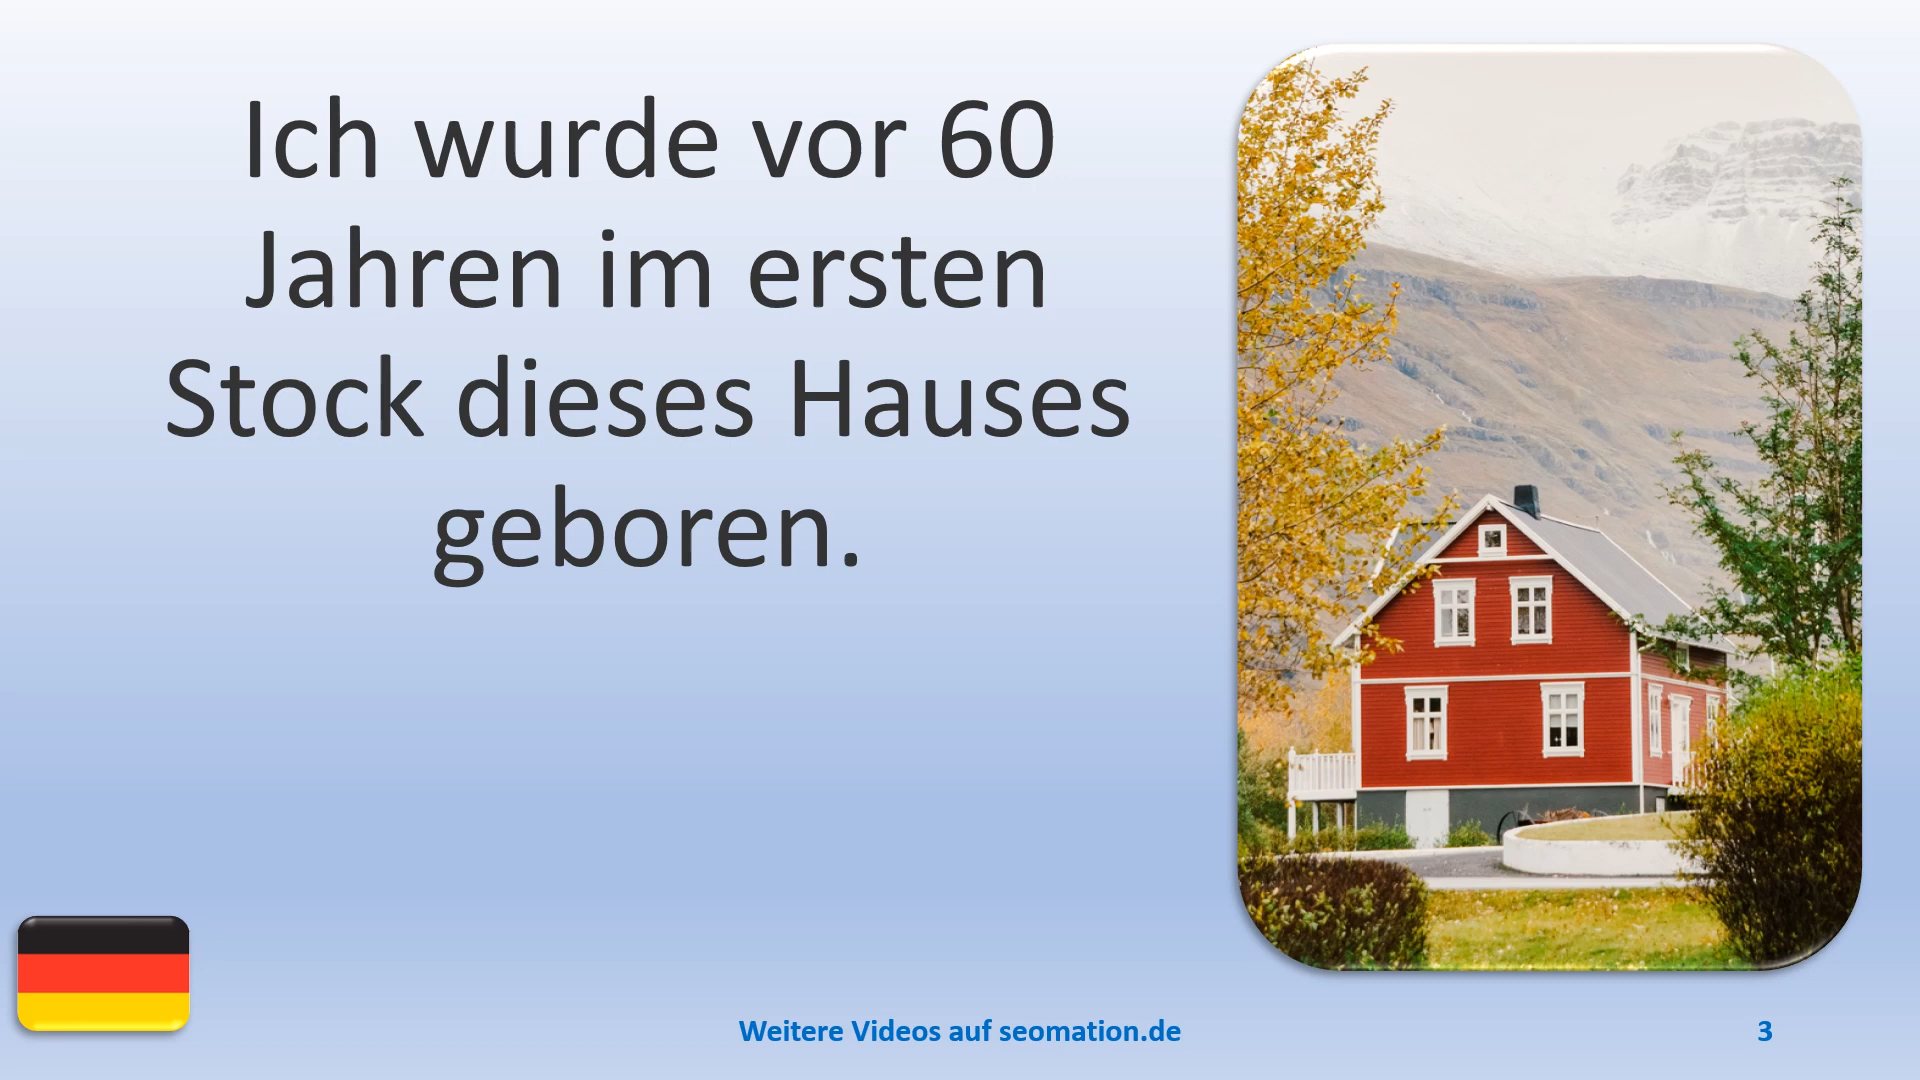 Ich wurde vor 60
Jahren im ersten
Stock dieses Hauses
geboren.
Weitere Videos auf seomation.de
3